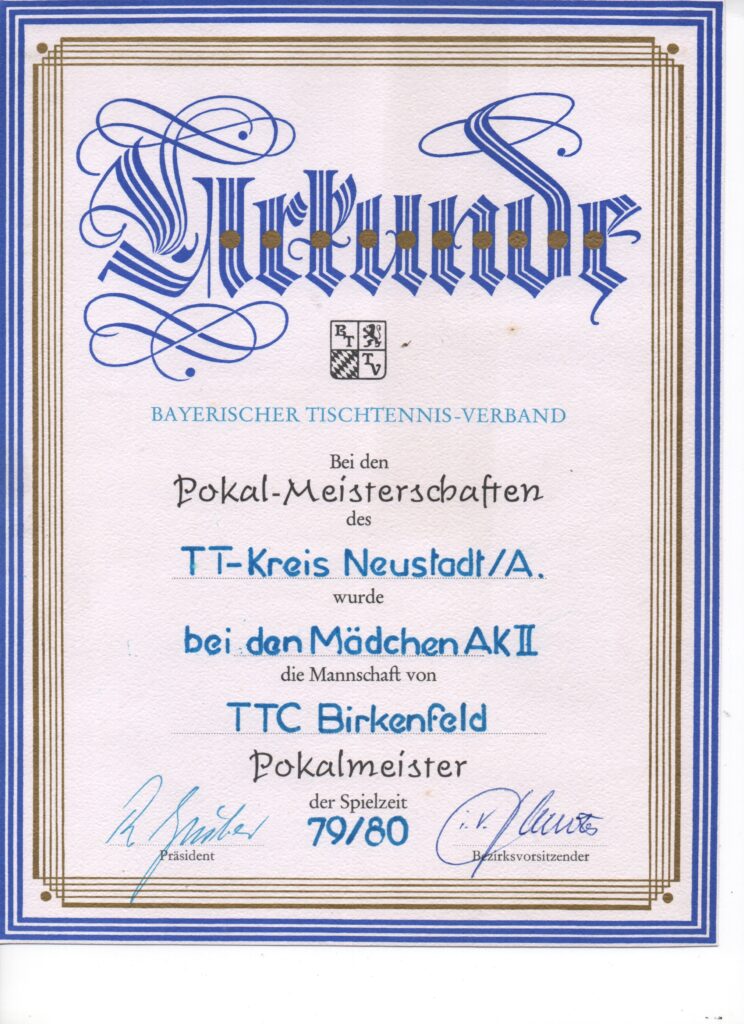 Urkunde
BT
TV
BAYERISCHER TISCHTENNIS-VERBAND
Bei den
Pokal-Meisterschaften
des
TT-Kreis Neustadt/A.
wurde
bei den Mädchen AK II
die Mannschaft von
TTC Birkenfeld
Pokalmeister
der Spielzeit
79/80
i.V.
Präsident
Bezirksvorsitzender